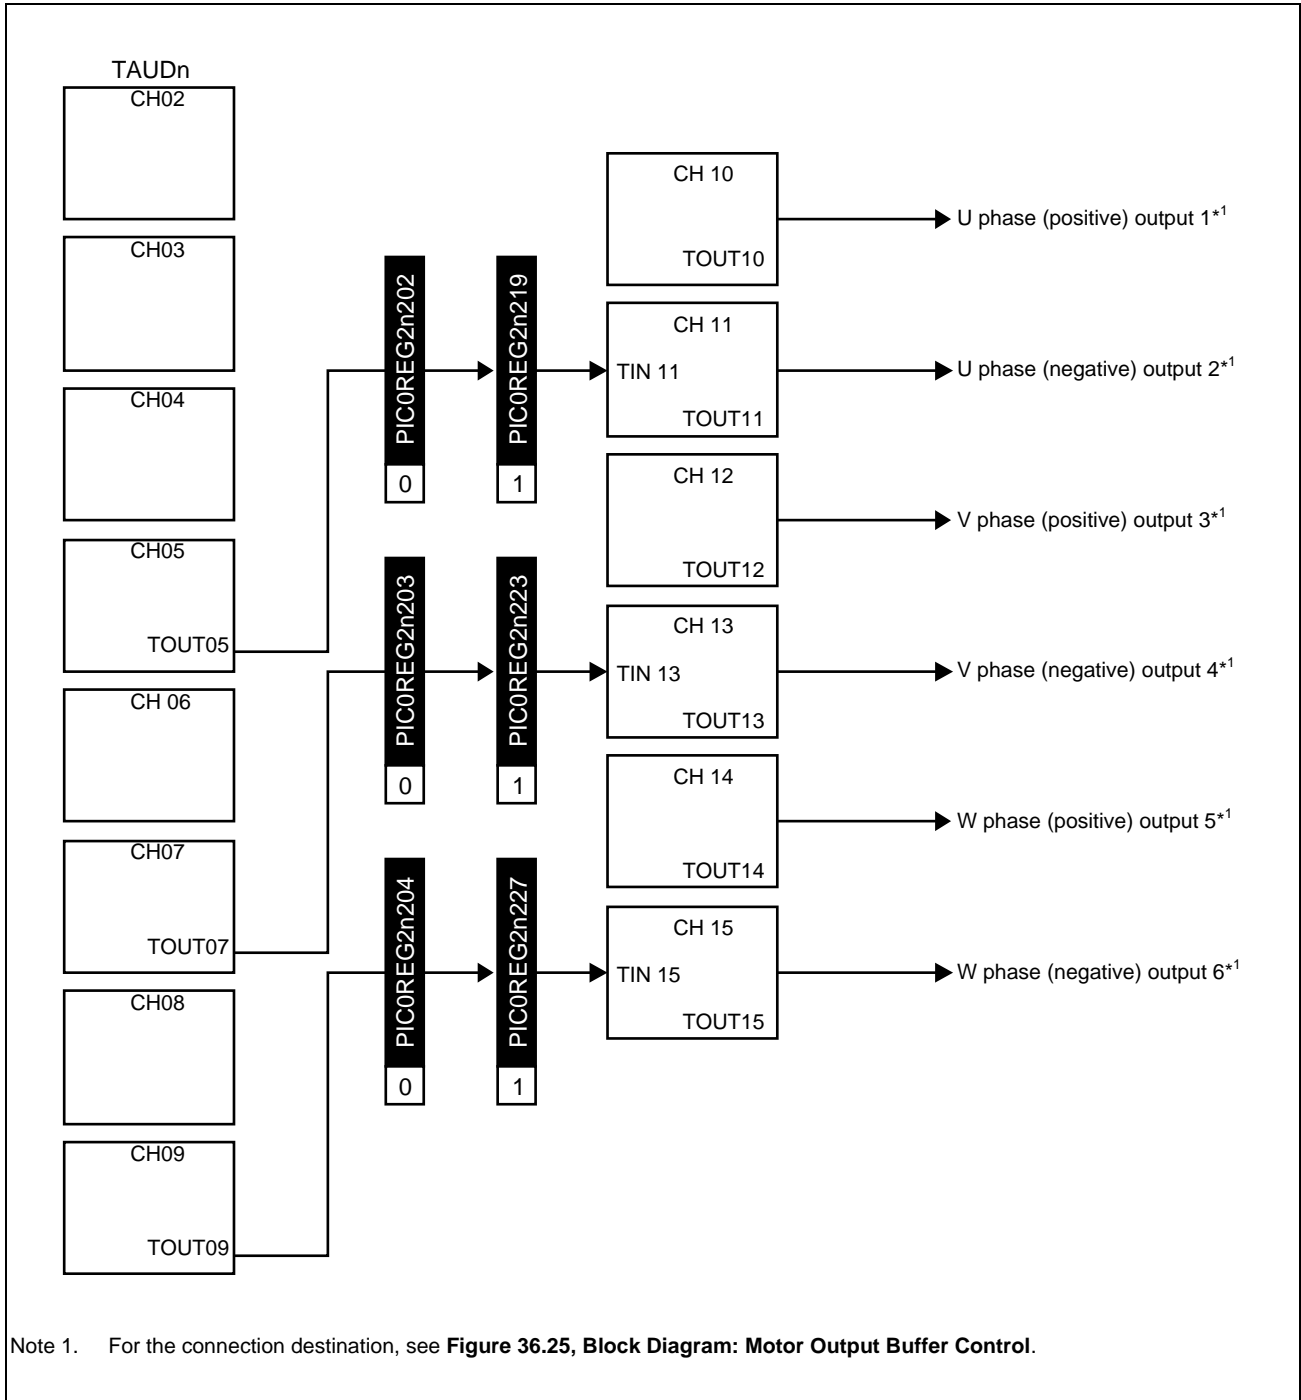 TAUDn
CH02
CH03
CH04
CH05
TOUT05
CH 06
CH07
TOUT07
CH08
CH09
TOUT09
PIC0REG2n202
0
PIC0REG2n219
1
PIC0REG2n203
0
PIC0REG2n223
1
PIC0REG2n204
0
PIC0REG2n227
1
CH 10
TOUT10
U phase (positive) output 1*1
CH 11
TIN 11
TOUT11
U phase (negative) output 2*1
CH 12
TOUT12
V phase (positive) output 3*1
CH 13
TIN 13
TOUT13
V phase (negative) output 4*1
CH 14
TOUT14
W phase (positive) output 5*1
CH 15
TIN 15
TOUT15
W phase (negative) output 6*1
Note 1. For the connection destination, see Figure 36.25, Block Diagram: Motor Output Buffer Control.